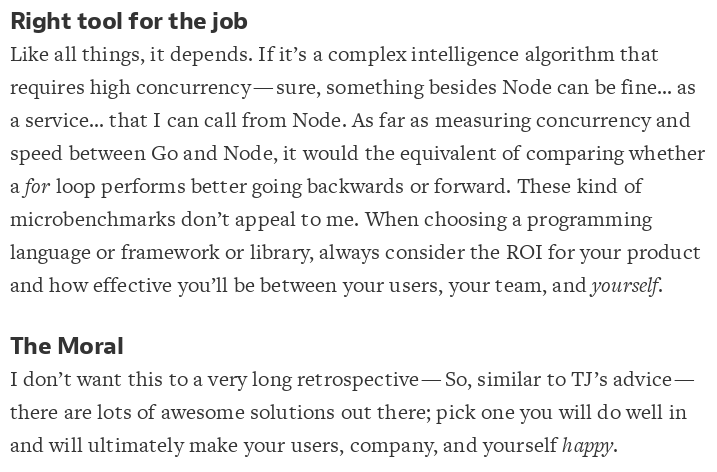 Right tool for the job
Like all things, it depends. If it's a complex intelligence algorithm that
requires high concurrency — sure, something besides Node can be fine… as
a service… that I can call from Node. As far as measuring concurrency and
speed between Go and Node, it would the equivalent of comparing whether
a for loop performs better going backwards or forward. These kind of
microbenchmarks don't appeal to me. When choosing a programming
language or framework or library, always consider the ROI for your product
and how effective you'll be between your users, your team, and yourself.
The Moral
I don't want this to a very long retrospective — So, similar to TJ's advice —
there are lots of awesome solutions out there; pick one you will do well in
and will ultimately make your users, company, and yourself happy.